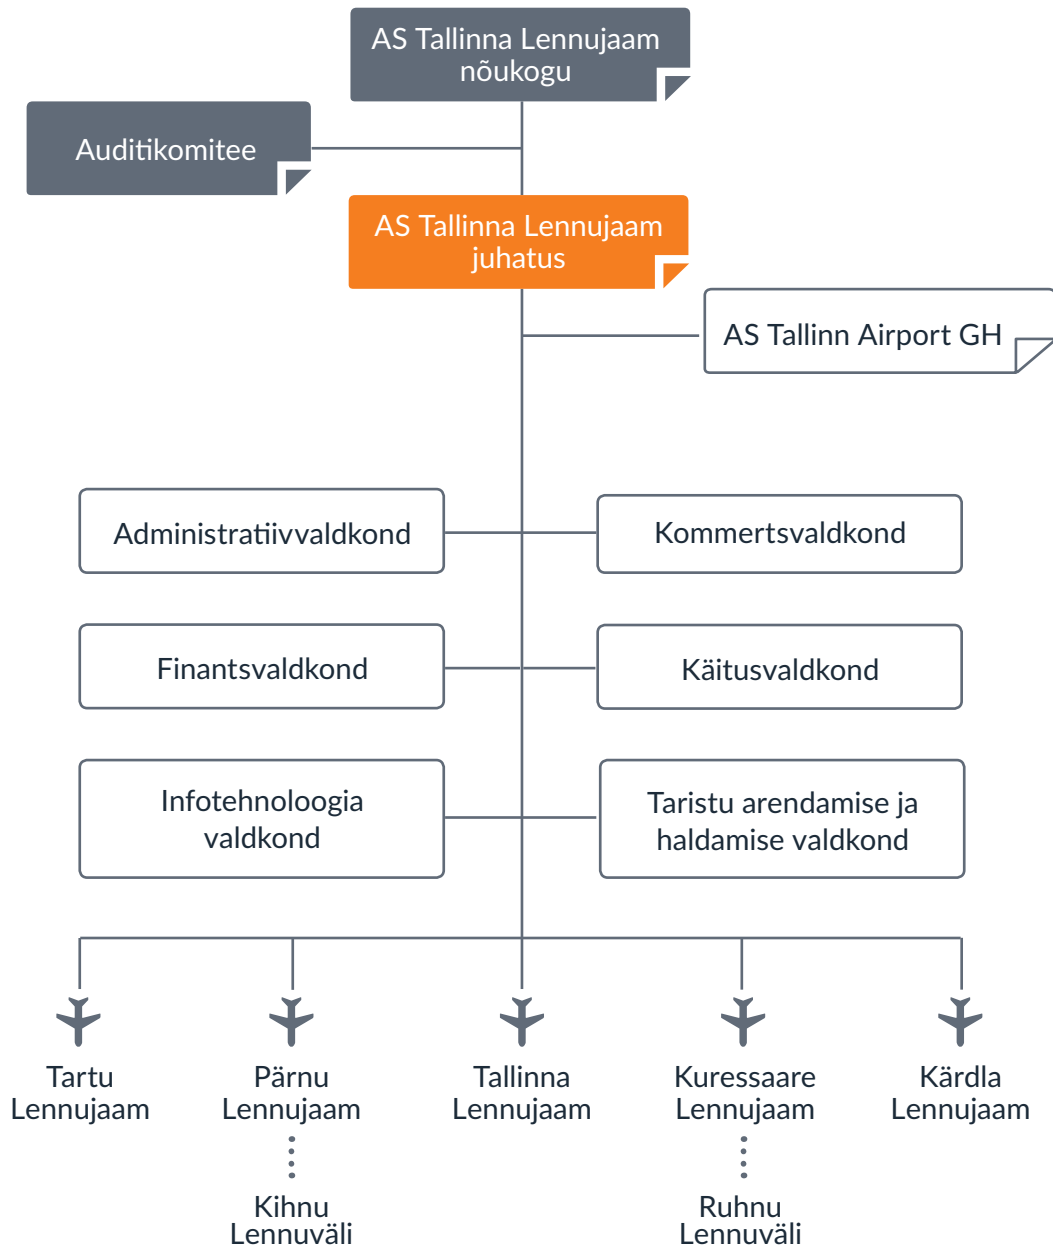 AS Tallinna Lennujaam
nõukogu
Auditikomitee
AS Tallinna Lennujaam
juhatus
AS Tallinn Airport GH
Administratiivvaldkond
Kommertsvaldkond
Finantsvaldkond
Käitusvaldkond
Infotehnoloogia
valdkond
Taristu arendamise ja
haldamise valdkond
Tartu
Lennujaam
Pärnu
Lennujaam
Tallinna
Lennujaam
Kuressaare
Lennujaam
Kärdla
Lennujaam
Kihnu
Lennuväli
Ruhnu
Lennuväli